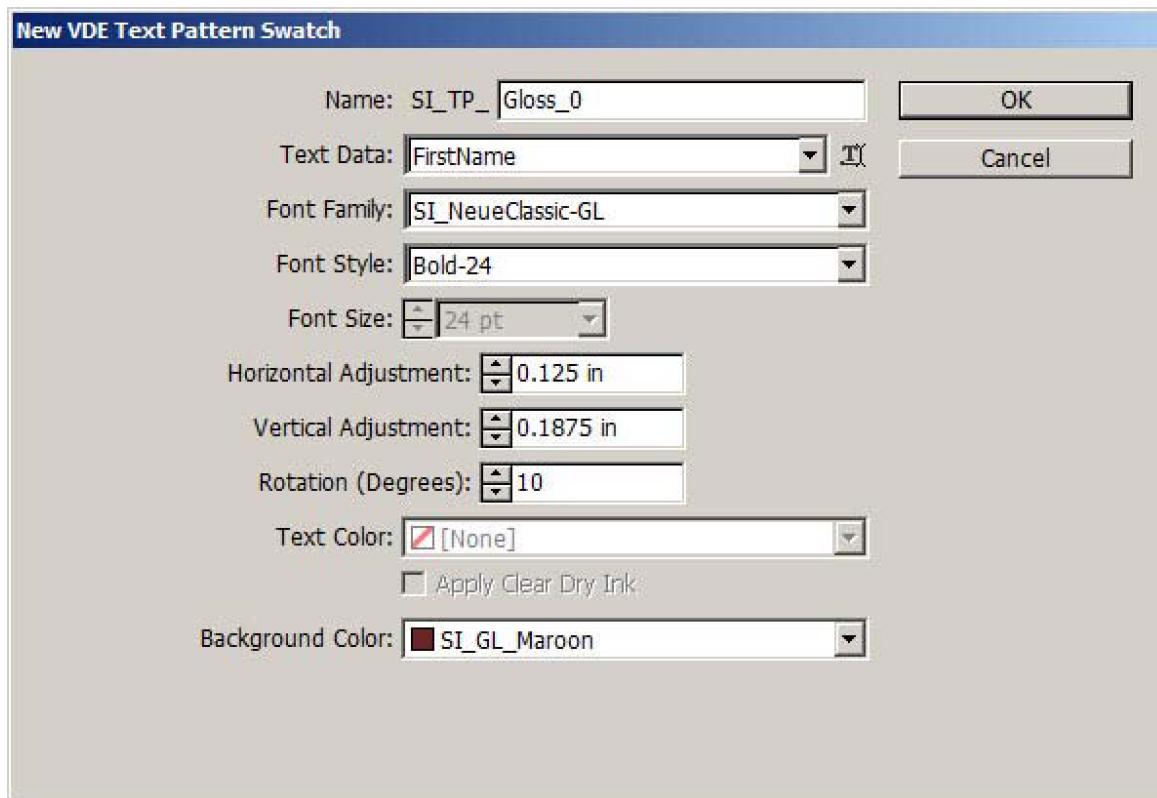 New VDE Text Pattern Swatch
Name: SI_TP_ Gloss_0 OK
Text Data: FirstName T Cancel
Font Family: SI_NeueClassic-GL
Font Style: Bold-24
Font Size: 24 pt
Horizontal Adjustment: 0.125 in
Vertical Adjustment: 0.1875 in
Rotation (Degrees): 10
Text Color: [None]
Apply Clear Dry Ink
Background Color: SI_GL_Maroon